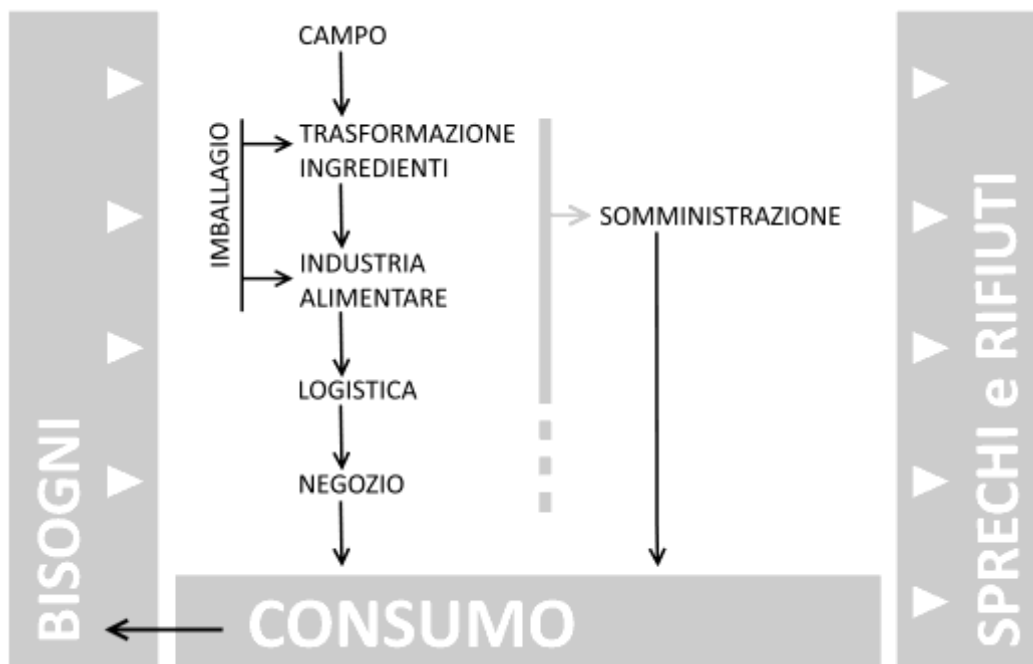 CAMPO
TRASFORMAZIONE
INGREDIENTI
IMBALLAGIO
SOMMINISTRAZIONE
INDUSTRIA
ALIMENTARE
LOGISTICA
NEGOZIO
BISOGNI
CONSUMO
SPRECHI e RIFIUTI